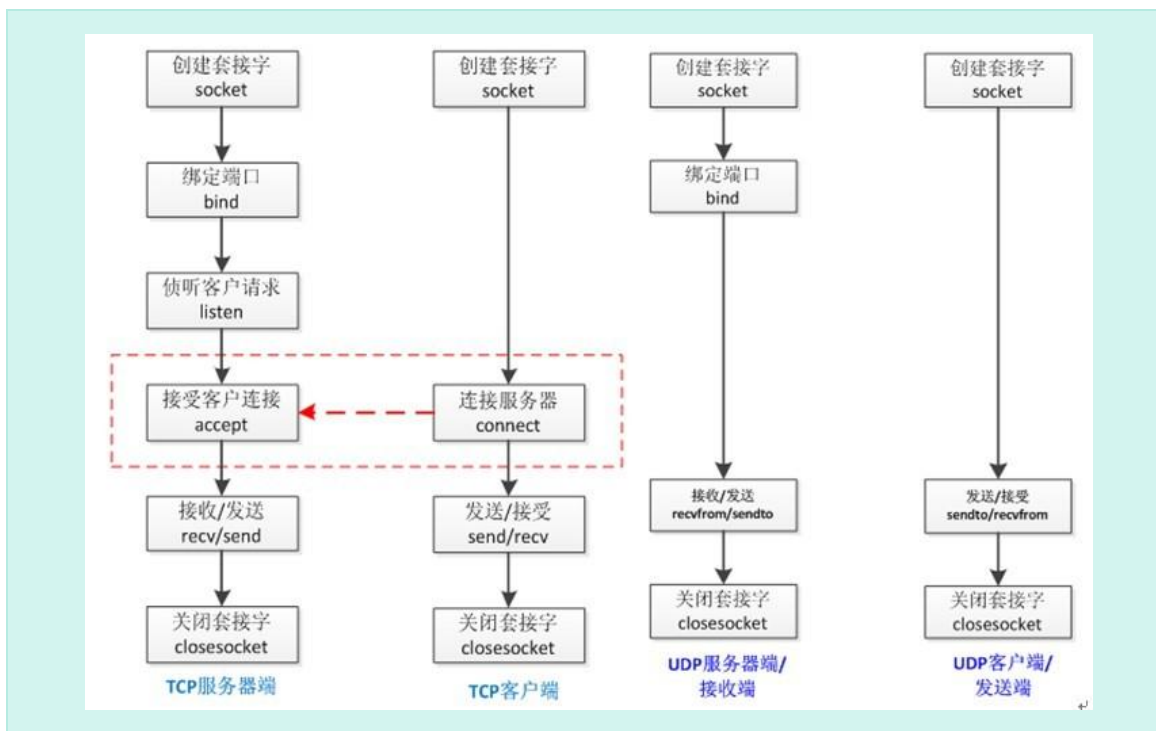 创建套接字
socket
绑定端口
bind
侦听客户请求
listen
接受客户连接
accept
接收/发送
recv/send
关闭套接字
closesocket
TCP服务器端
创建套接字
socket
连接服务器
connect
发送/接受
send/recv
关闭套接字
closesocket
TCP客户端
创建套接字
socket
绑定端口
bind
接收/发送
recvfrom/sendto
关闭套接字
closesocket
UDP服务器端/
接收端
创建套接字
socket
发送/接受
sendto/recvfrom
关闭套接字
closesocket
UDP客户端/
发送端